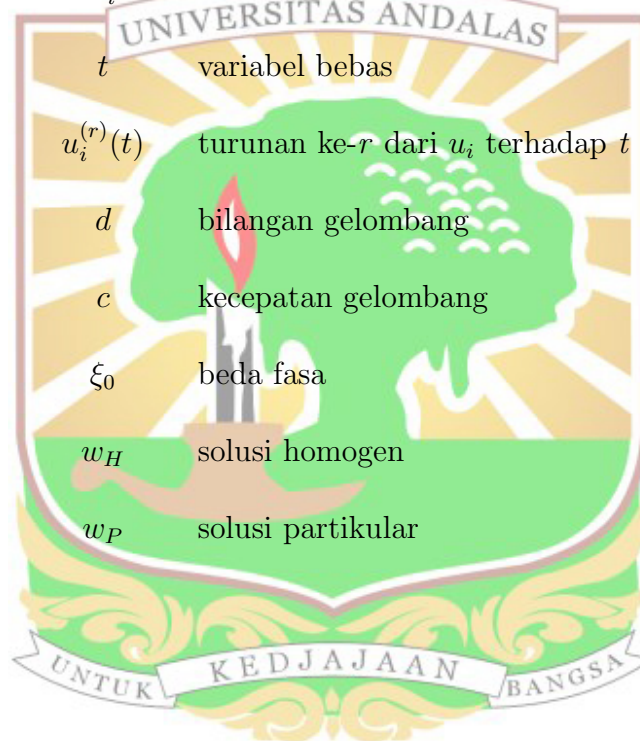 UNIVERSITAS ANDALAS
t variabel bebas
u_i^{(r)}(t) turunan ke-r dari u_i terhadap t
d bilangan gelombang
c kecepatan gelombang
ξ_0 beda fasa
w_H solusi homogen
w_P solusi partikular
UNTUK KEDJAJAAN BANGSA